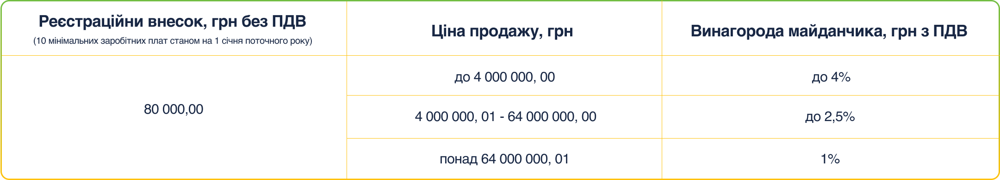 Реєстраційни внесок, грн без ПДВ
(10 мінімальних заробітних плат станом на 1 січня поточного року)
Ціна продажу, грн
Винагорода майданчика, грн з ПДВ
80 000,00
до 4 000 000, 00
до 4%
4 000 000, 01 - 64 000 000, 00
до 2,5%
понад 64 000 000, 01
1%